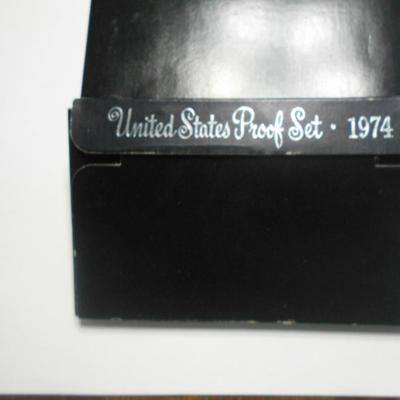 United States Proof Set · 1974